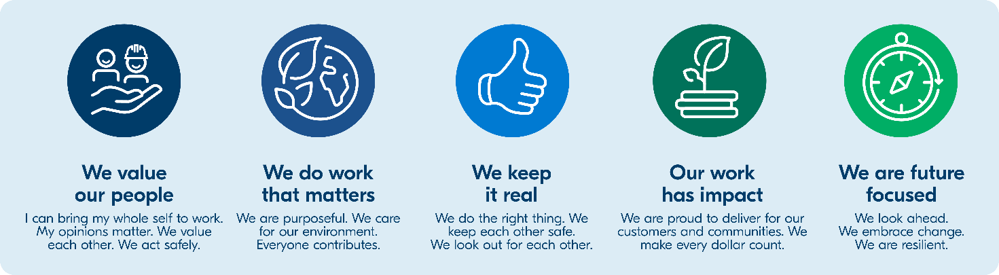 We value
our people
I can bring my whole self to work.
My opinions matter. We value
each other. We act safely.
We do work
that matters
We are purposeful. We care
for our environment.
Everyone contributes.
We keep
it real
We do the right thing. We
keep each other safe.
We look out for each other.
Our work
has impact
We are proud to deliver for our
customers and communities. We
make every dollar count.
We are future
focused
We look ahead.
We embrace change.
We are resilient.